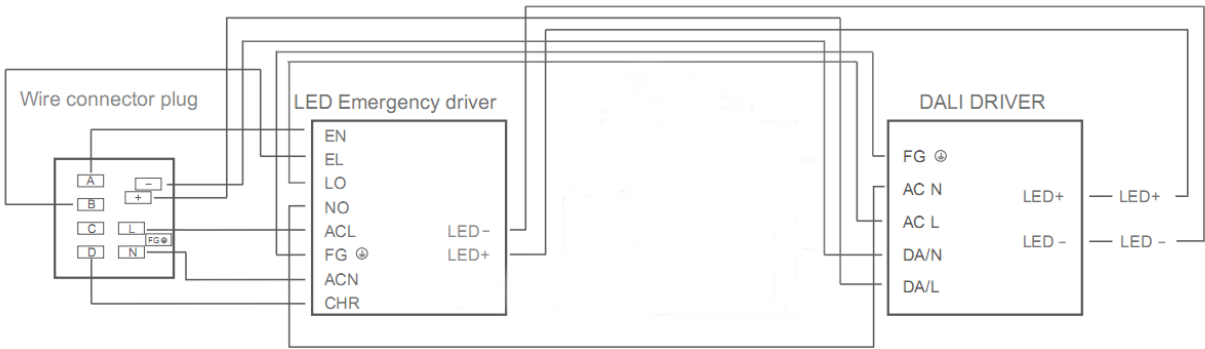 Wire connector plug
A
B
C
D
–
+
L
FG ⏚
N
LED Emergency driver
EN
EL
LO
NO
ACL
FG ⏚
ACN
CHR
LED–
LED+
DALI DRIVER
FG ⏚
AC N
AC L
DA/N
DA/L
LED+
LED –
LED+
LED –